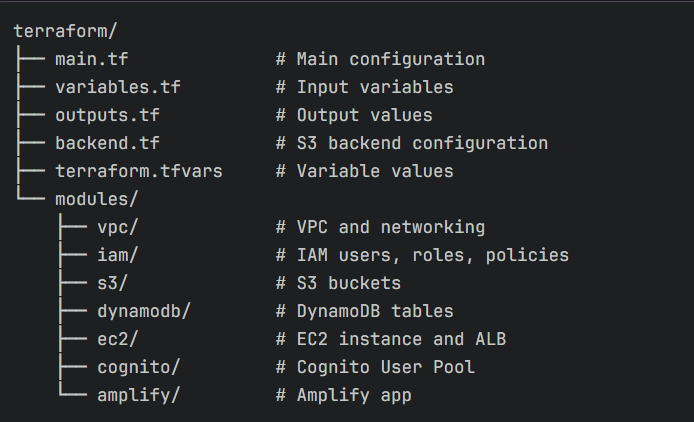 terraform/
├── main.tf              # Main configuration
├── variables.tf         # Input variables
├── outputs.tf           # Output values
├── backend.tf           # S3 backend configuration
├── terraform.tfvars     # Variable values
└── modules/
    ├── vpc/             # VPC and networking
    ├── iam/             # IAM users, roles, policies
    ├── s3/              # S3 buckets
    ├── dynamodb/        # DynamoDB tables
    ├── ec2/             # EC2 instance and ALB
    ├── cognito/         # Cognito User Pool
    └── amplify/         # Amplify app